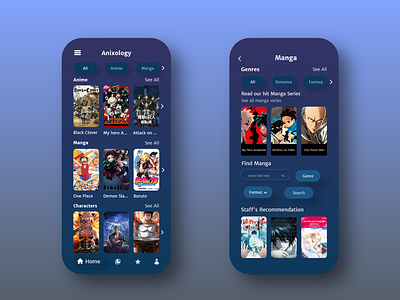 Anixology
All
Anime
Manga
Anime
See All
Black Clover
My hero A...
Attack on ...
Manga
See All
One Piece
Demon Sla...
Boruto
Characters
See All
Home
Manga
Genres
See All
All
Romance
Fantasy
Read our hit Manga Series
See all manga series
My Hero Academia
One Punch Man
Find Manga
Enter title here
Genre
Format
Search
Staff's Recommendation